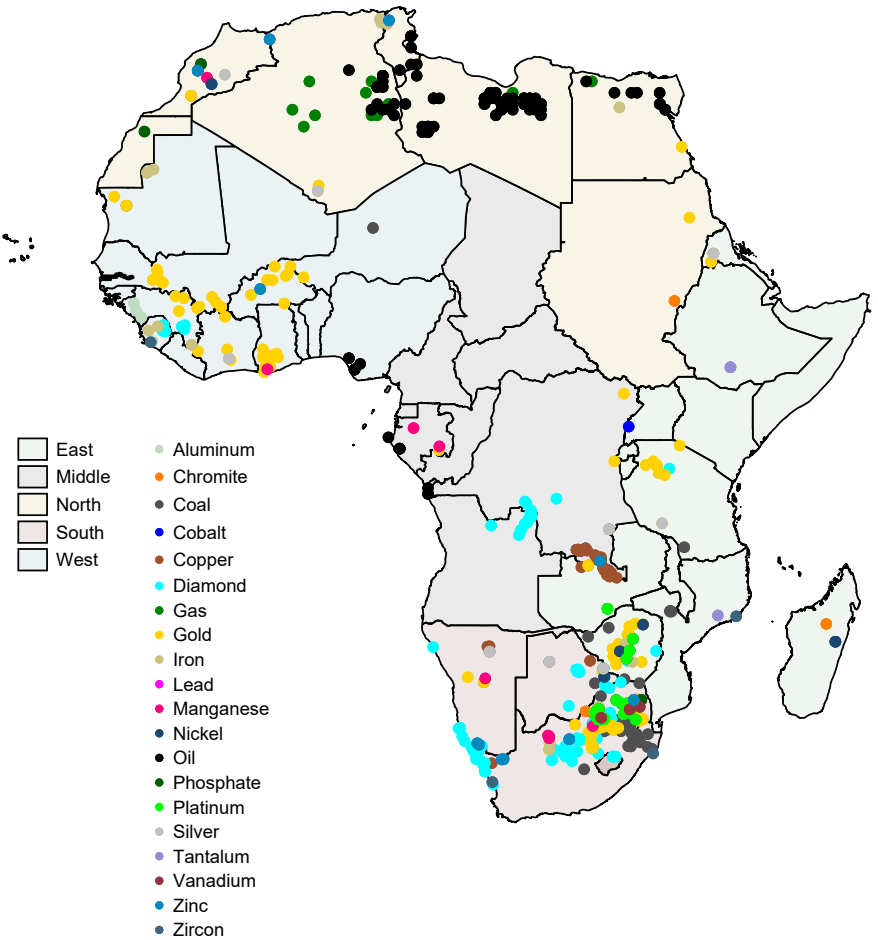 East
Middle
North
South
West
Aluminum
Chromite
Coal
Cobalt
Copper
Diamond
Gas
Gold
Iron
Lead
Manganese
Nickel
Oil
Phosphate
Platinum
Silver
Tantalum
Vanadium
Zinc
Zircon